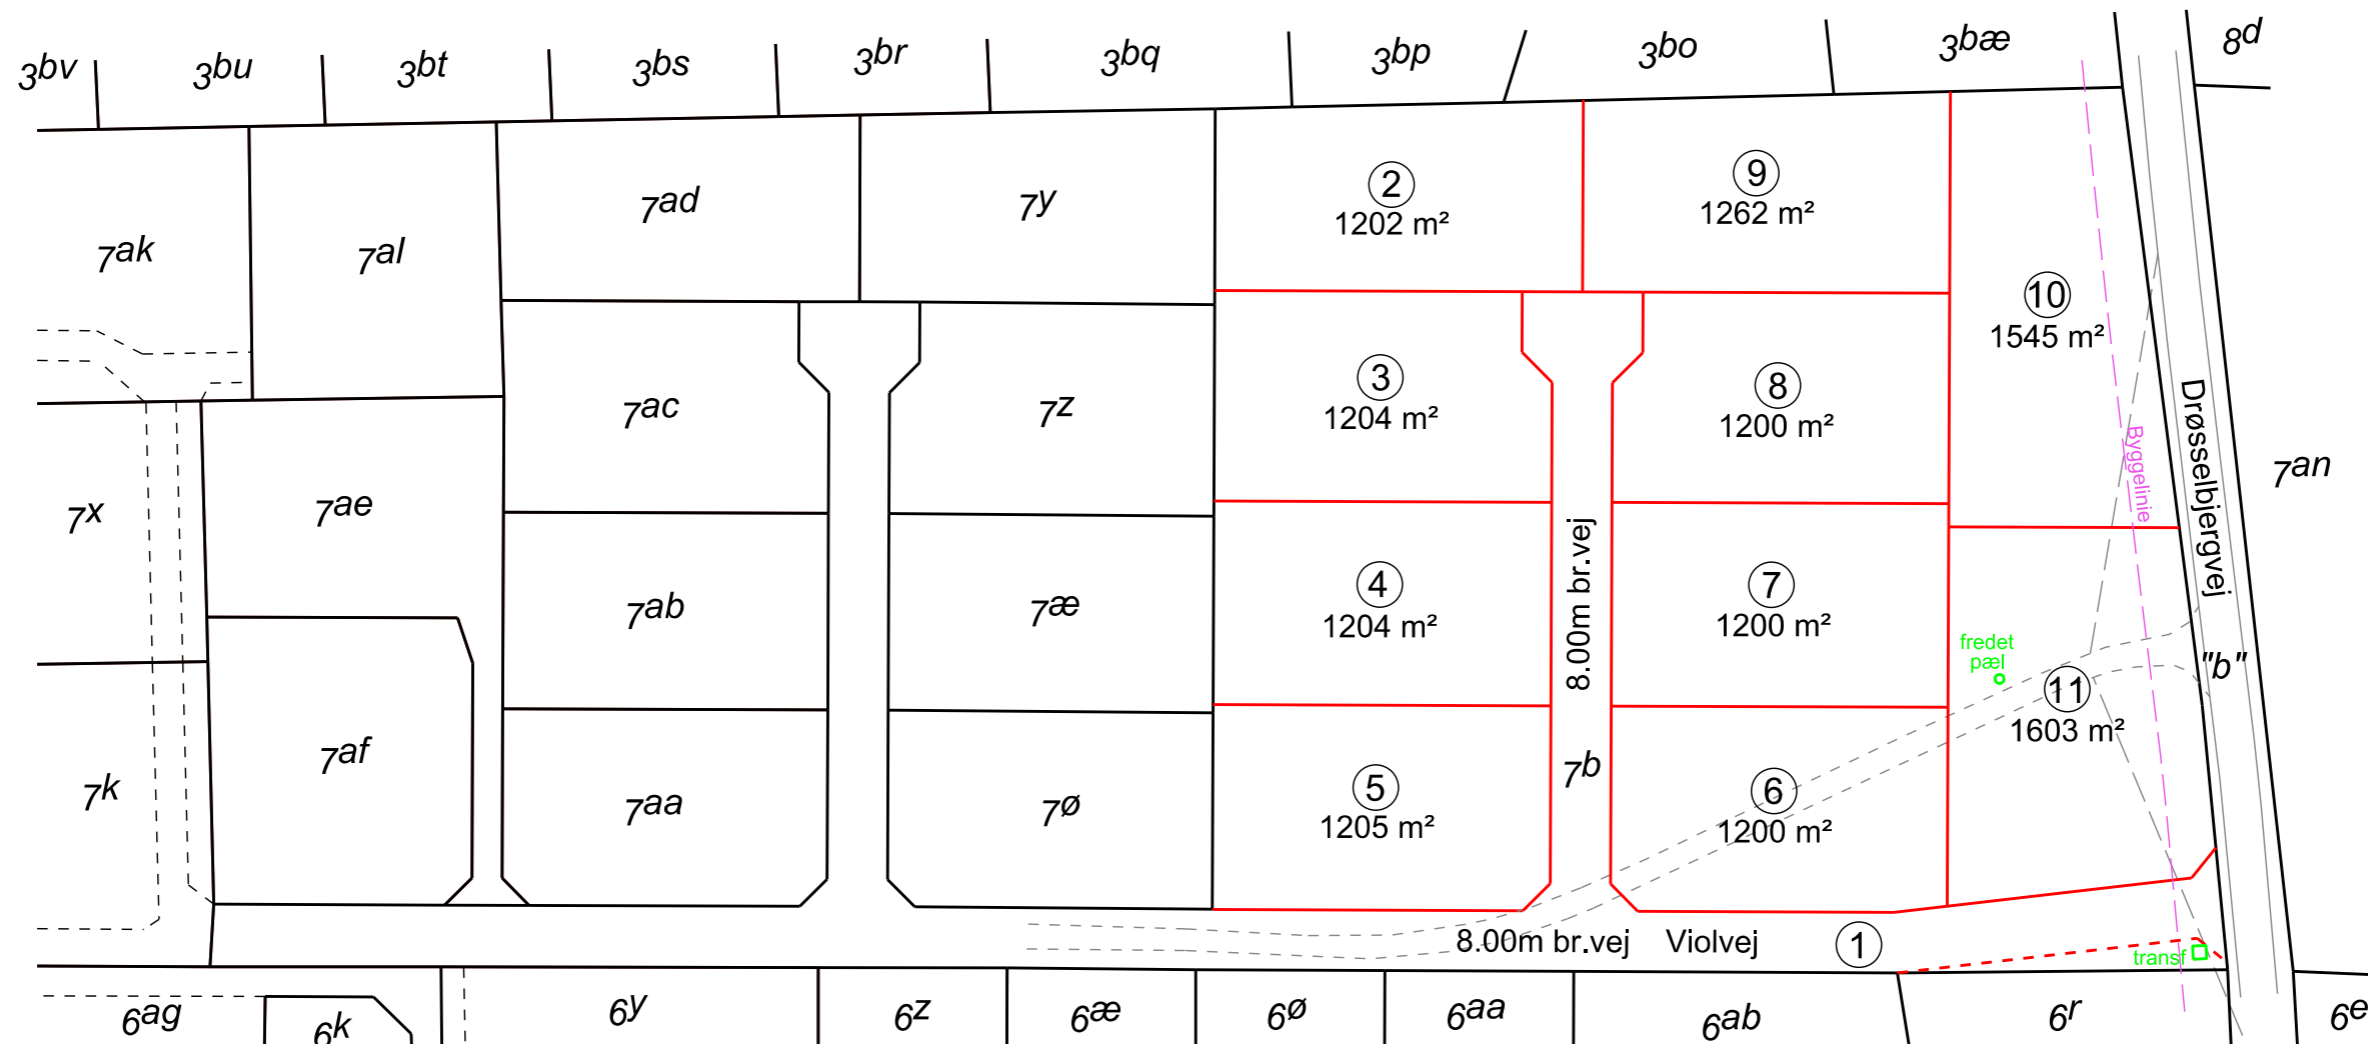 3bv
3bu
3bt
3bs
3br
3bq
3bp
3bo
3bæ
8d
7ak
7al
7ad
7y
2
1202 m²
9
1262 m²
10
1545 m²
7ac
7z
3
1204 m²
8
1200 m²
Drøsselbjergvej
Byggelinie
7an
7x
7ae
7ab
7æ
4
1204 m²
8.00m br.vej
7
1200 m²
fredet
pæl
"b"
11
1603 m²
7k
7af
7aa
7ø
5
1205 m²
7b
6
1200 m²
8.00m br.vej Violvej
1
transf
6ag
6k
6y
6z
6æ
6ø
6aa
6ab
6r
6e